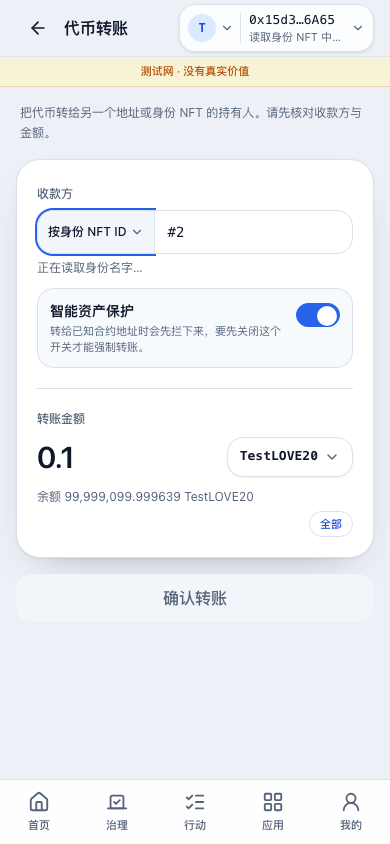 代币转账
T
0x15d3…6A65
读取身份 NFT 中…
测试网 · 没有真实价值
把代币转给另一个地址或身份 NFT 的持有人。请先核对收款方与
金额。
收款方
按身份 NFT ID
#2
正在读取身份名字…
智能资产保护
转给已知合约地址时会先拦下来，要先关闭这个
开关才能强制转账。
转账金额
0.1
TestLOVE20
余额 99,999,099.999639 TestLOVE20
全部
确认转账
首页
治理
行动
应用
我的